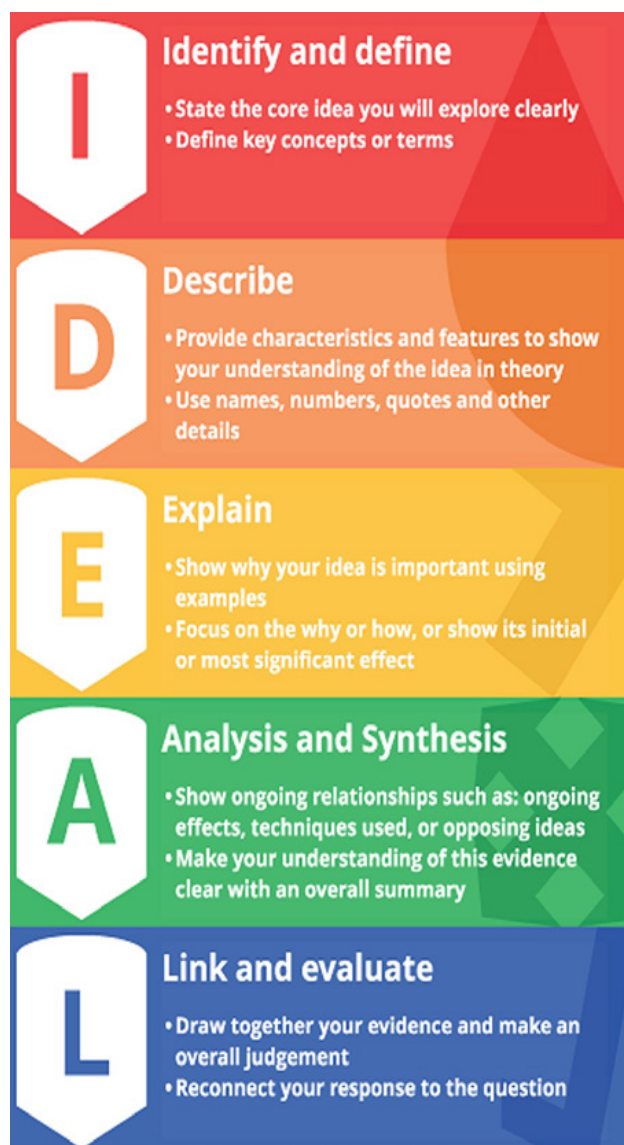 I
Identify and define
• State the core idea you will explore clearly
• Define key concepts or terms
D
Describe
• Provide characteristics and features to show
your understanding of the idea in theory
• Use names, numbers, quotes and other
details
E
Explain
• Show why your idea is important using
examples
• Focus on the why or how, or show its initial
or most significant effect
A
Analysis and Synthesis
• Show ongoing relationships such as: ongoing
effects, techniques used, or opposing ideas
• Make your understanding of this evidence
clear with an overall summary
L
Link and evaluate
• Draw together your evidence and make an
overall judgement
• Reconnect your response to the question